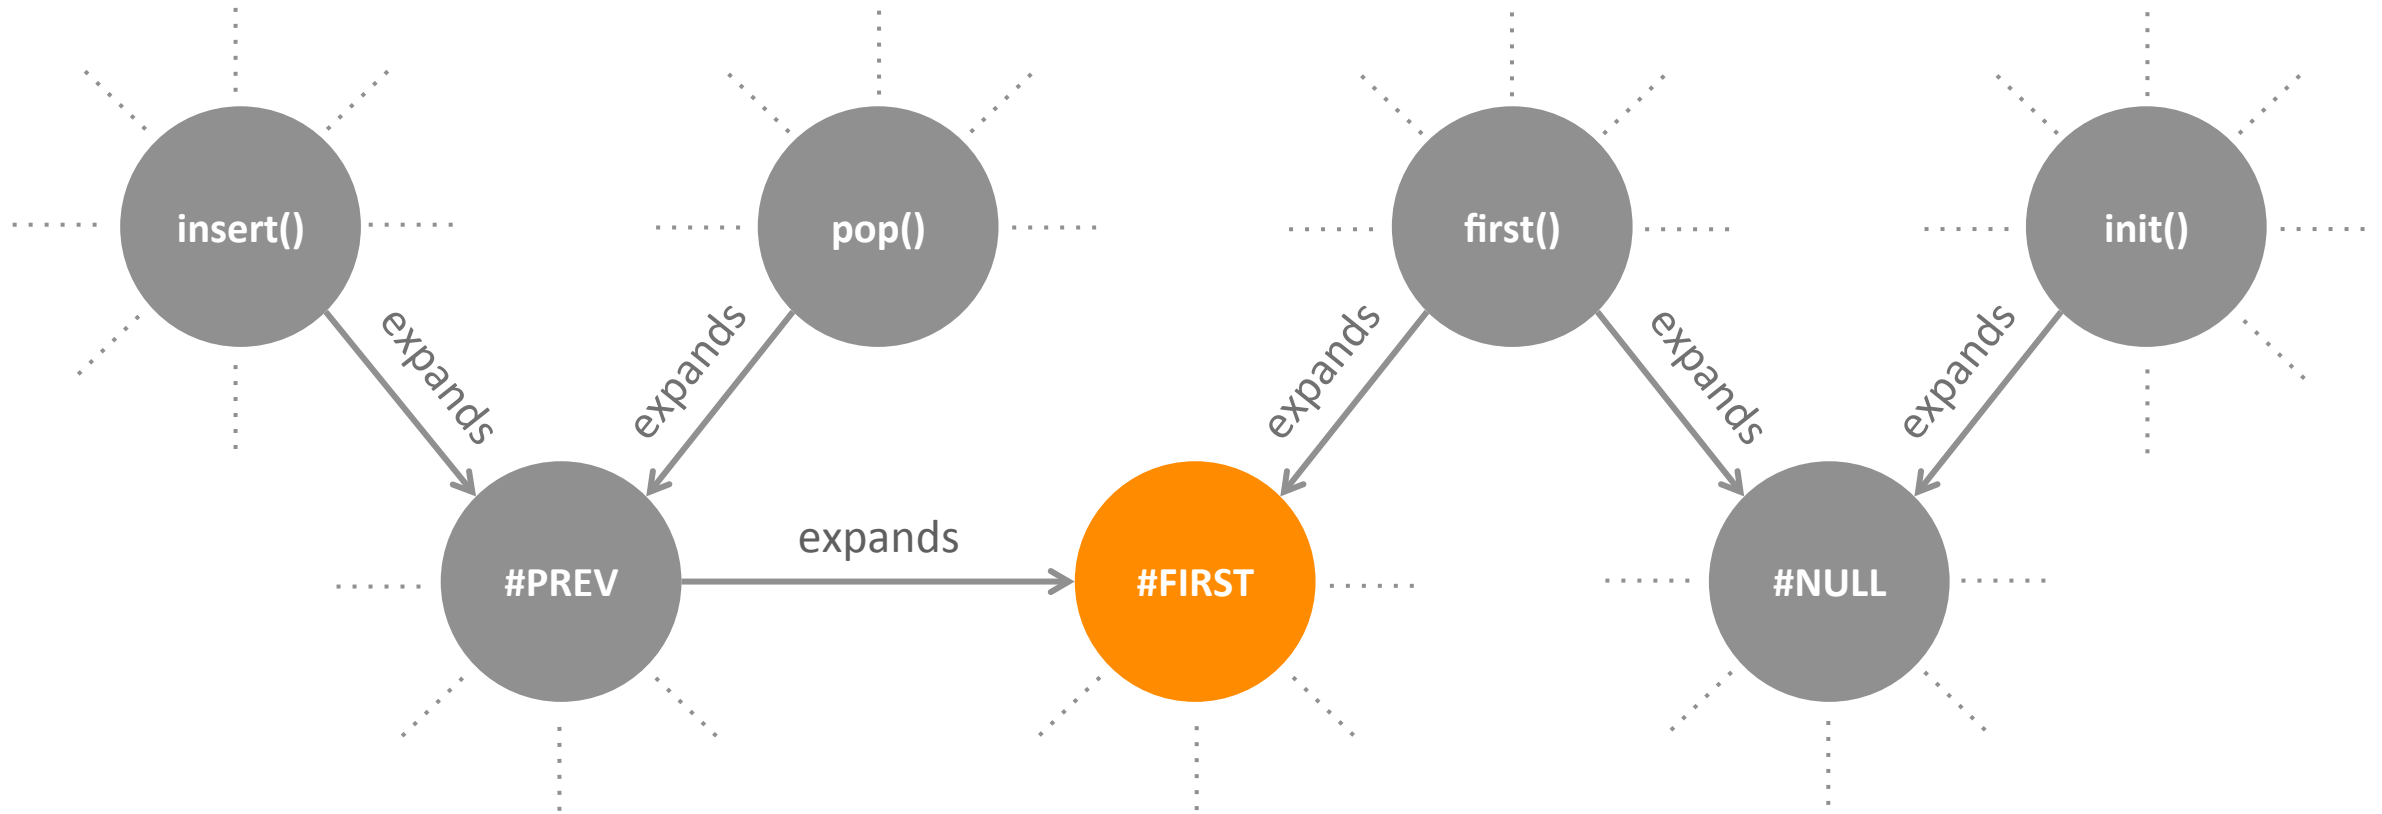 insert()
pop()
first()
init()
expands
expands
expands
expands
expands
expands
#PREV
#FIRST
#NULL